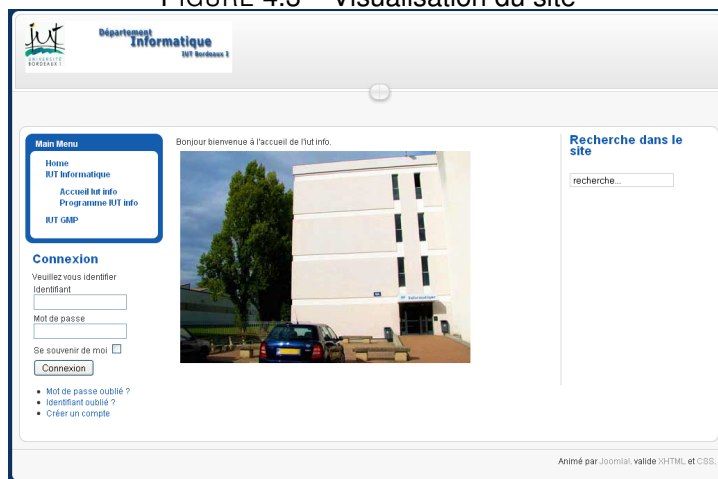 FIGURE 4.5 – Visualisation du site
iut
UNIVERSITÉ
BORDEAUX I
Département
Informatique
IUT Bordeaux I
Main Menu
Home
IUT Informatique
Accueil Iut info
Programme IUT info
IUT GMP
Connexion
Veuillez vous identifier
Identifiant
Mot de passe
Se souvenir de moi
Connexion
Mot de passe oublié ?
Identifiant oublié ?
Créer un compte
Bonjour bienvenue à l'accueil de l'Iut info.
Informatique
Recherche dans le
site
recherche...
Animé par Joomla!. valide XHTML et CSS.